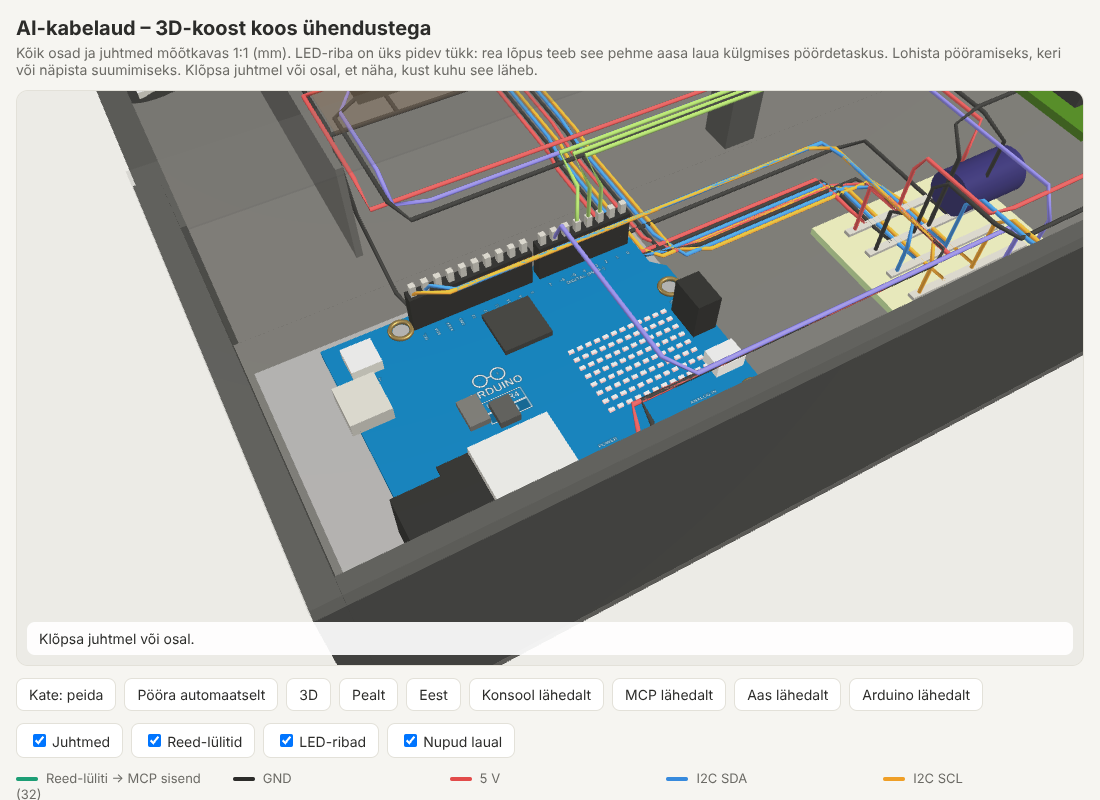 AI-kabelaud – 3D-koost koos ühendustega
Kõik osad ja juhtmed mõõtkavas 1:1 (mm). LED-riba on üks pidev tükk: rea lõpus teeb see pehme aasa laua külgmises pöördetaskus. Lohista pööramiseks, keri
või näpista suumimiseks. Klõpsa juhtmel või osal, et näha, kust kuhu see läheb.
RDUINO
Klõpsa juhtmel või osal.
Kate: peida
Pööra automaatselt
3D
Pealt
Eest
Konsool lähedalt
MCP lähedalt
Aas lähedalt
Arduino lähedalt
Juhtmed
Reed-lülitid
LED-ribad
Nupud laual
Reed-lüliti → MCP sisend
(32)
GND
5 V
I2C SDA
I2C SCL